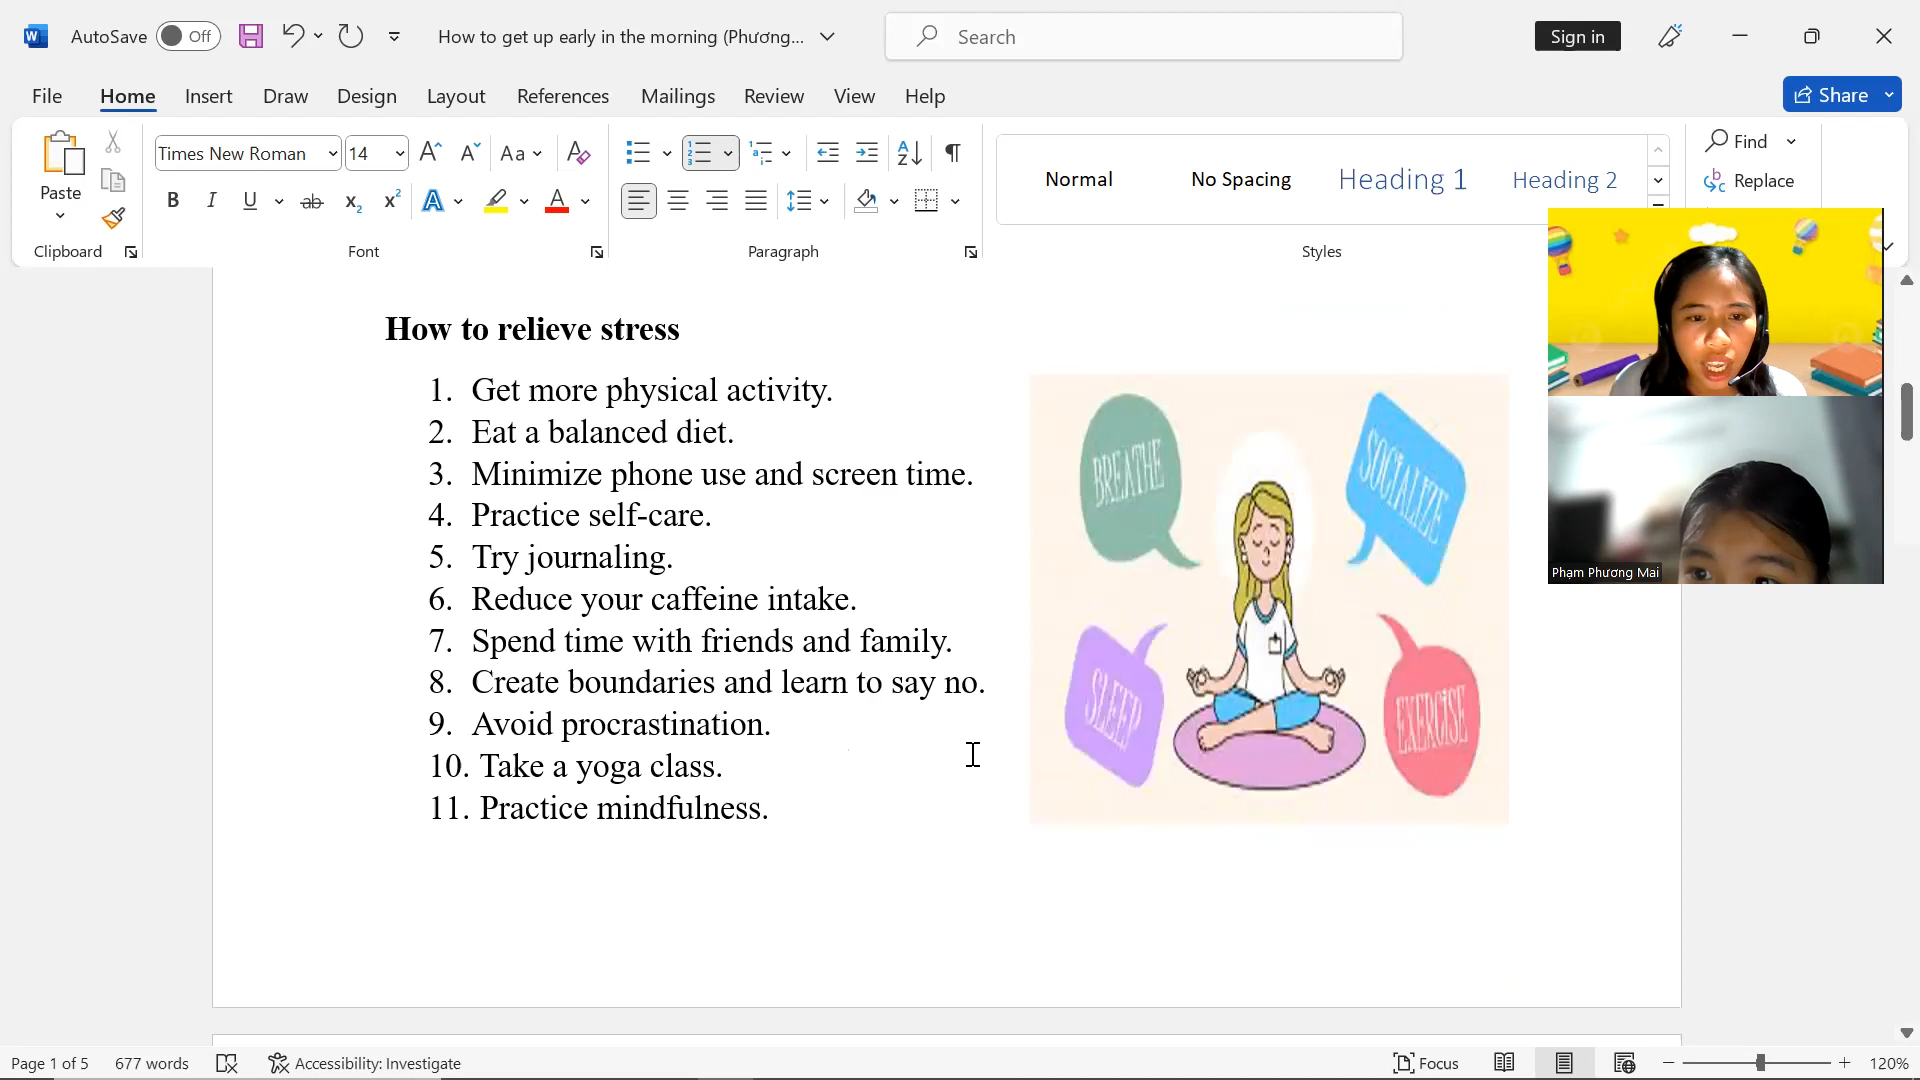 AutoSave Off How to get up early in the morning (Phương... Search Sign in
File Home Insert Draw Design Layout References Mailings Review View Help Share
Paste
Clipboard
Times New Roman 14
Font
Paragraph
Normal No Spacing Heading 1 Heading 2
Styles
Find
Replace
How to relieve stress
1. Get more physical activity.
2. Eat a balanced diet.
3. Minimize phone use and screen time.
4. Practice self-care.
5. Try journaling.
6. Reduce your caffeine intake.
7. Spend time with friends and family.
8. Create boundaries and learn to say no.
9. Avoid procrastination.
10. Take a yoga class.
11. Practice mindfulness.
BREATHE
SOCIALIZE
SLEEP
EXERCISE
Phạm Phương Mai
Page 1 of 5 677 words Accessibility: Investigate Focus 120%